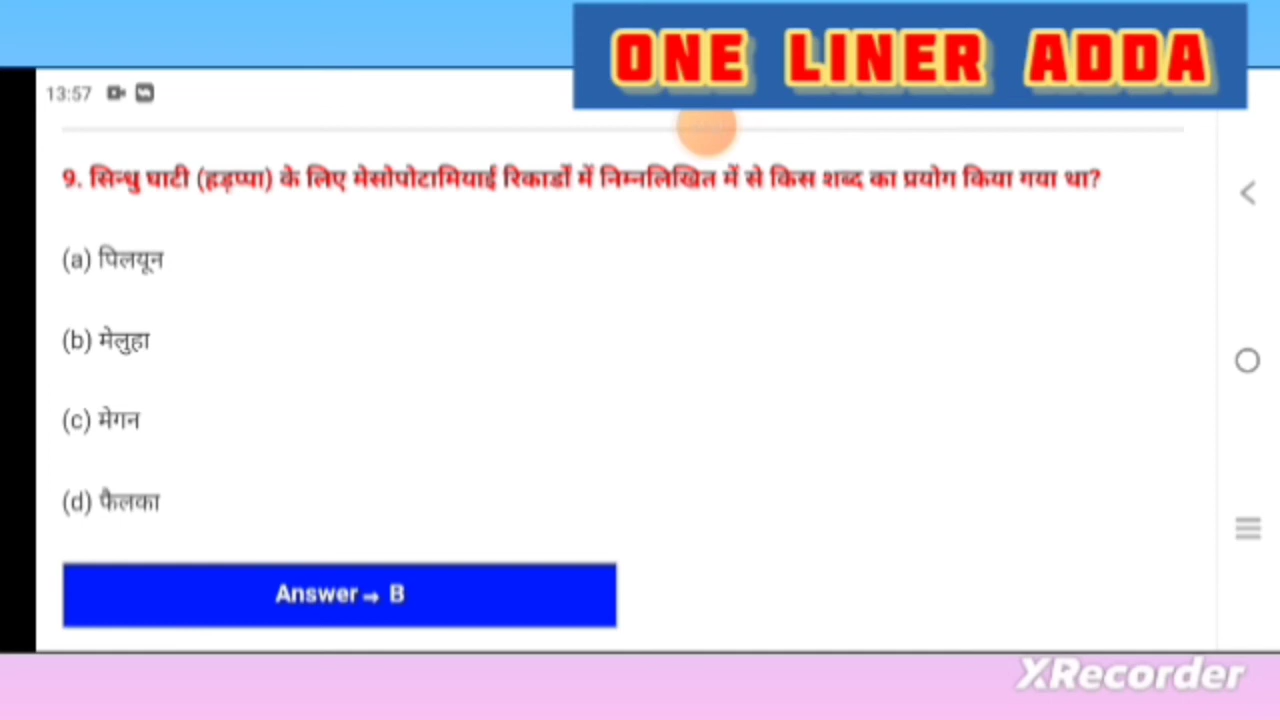 ONE LINER ADDA
13:57
9. सिन्धु घाटी (हड़प्पा) के लिए मेसोपोटामियाई रिकार्डों में निम्नलिखित में से किस शब्द का प्रयोग किया गया था?
(a) पिलयून
(b) मेलुहा
(c) मेगन
(d) फैलका
Answer→ B
XRecorder